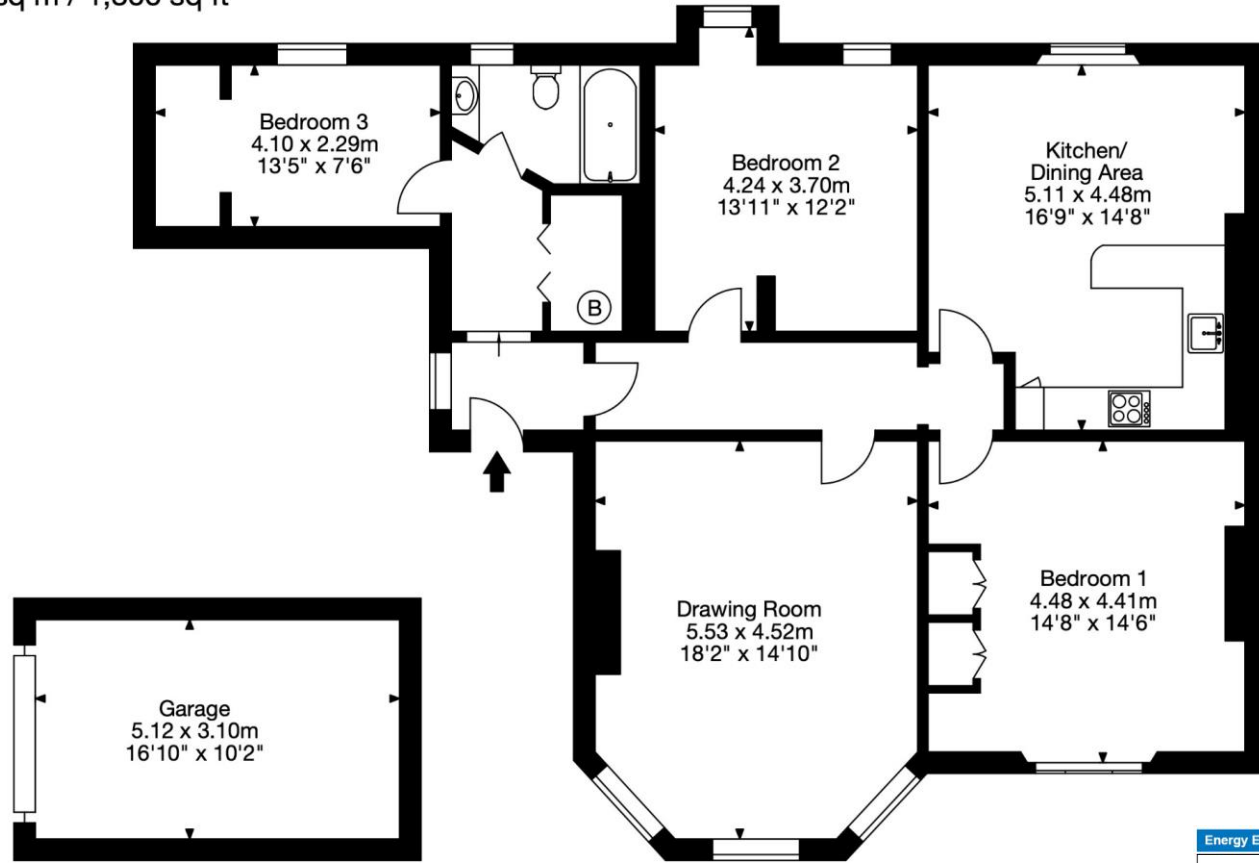 Bedroom 3
4.10 x 2.29m
13'5" x 7'6"
Bedroom 2
4.24 x 3.70m
13'11" x 12'2"
Kitchen/
Dining Area
5.11 x 4.48m
16'9" x 14'8"
B
Drawing Room
5.53 x 4.52m
18'2" x 14'10"
Bedroom 1
4.48 x 4.41m
14'8" x 14'6"
Garage
5.12 x 3.10m
16'10" x 10'2"
Energy E